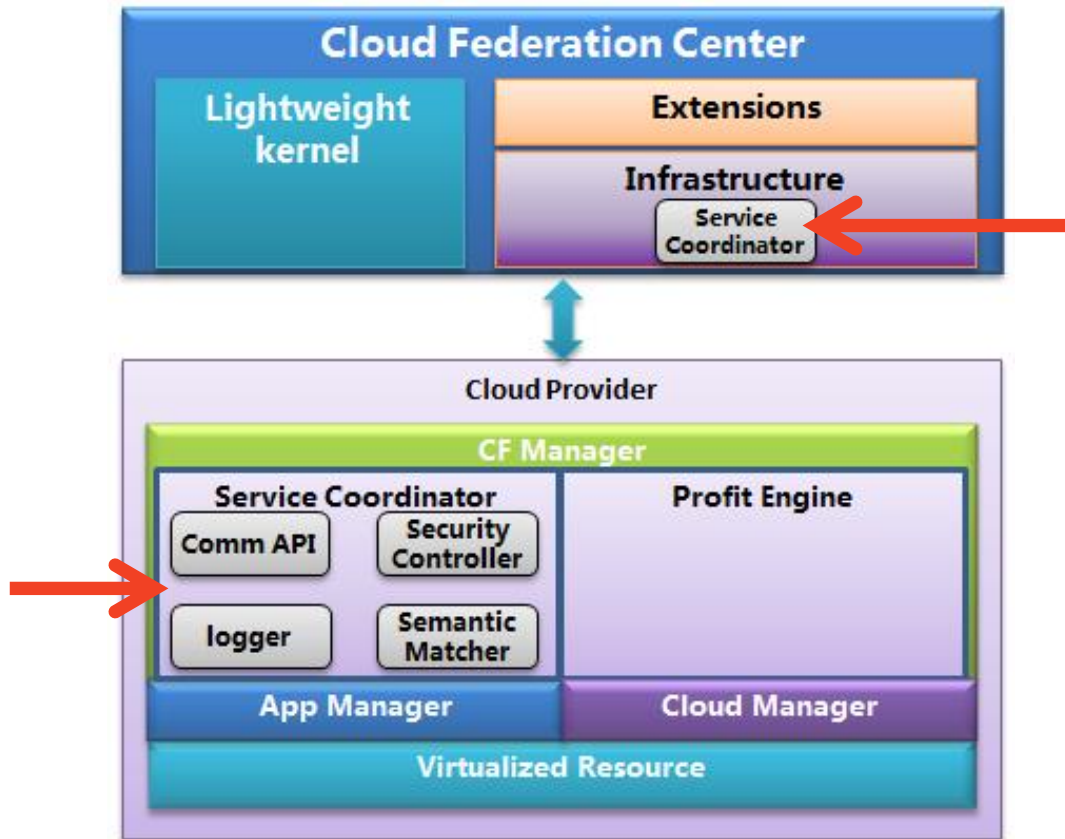 Cloud Federation Center
Lightweight
kernel
Extensions
Infrastructure
Service
Coordinator
Cloud Provider
CF Manager
Service Coordinator
Comm API
Security
Controller
logger
Semantic
Matcher
Profit Engine
App Manager
Cloud Manager
Virtualized Resource